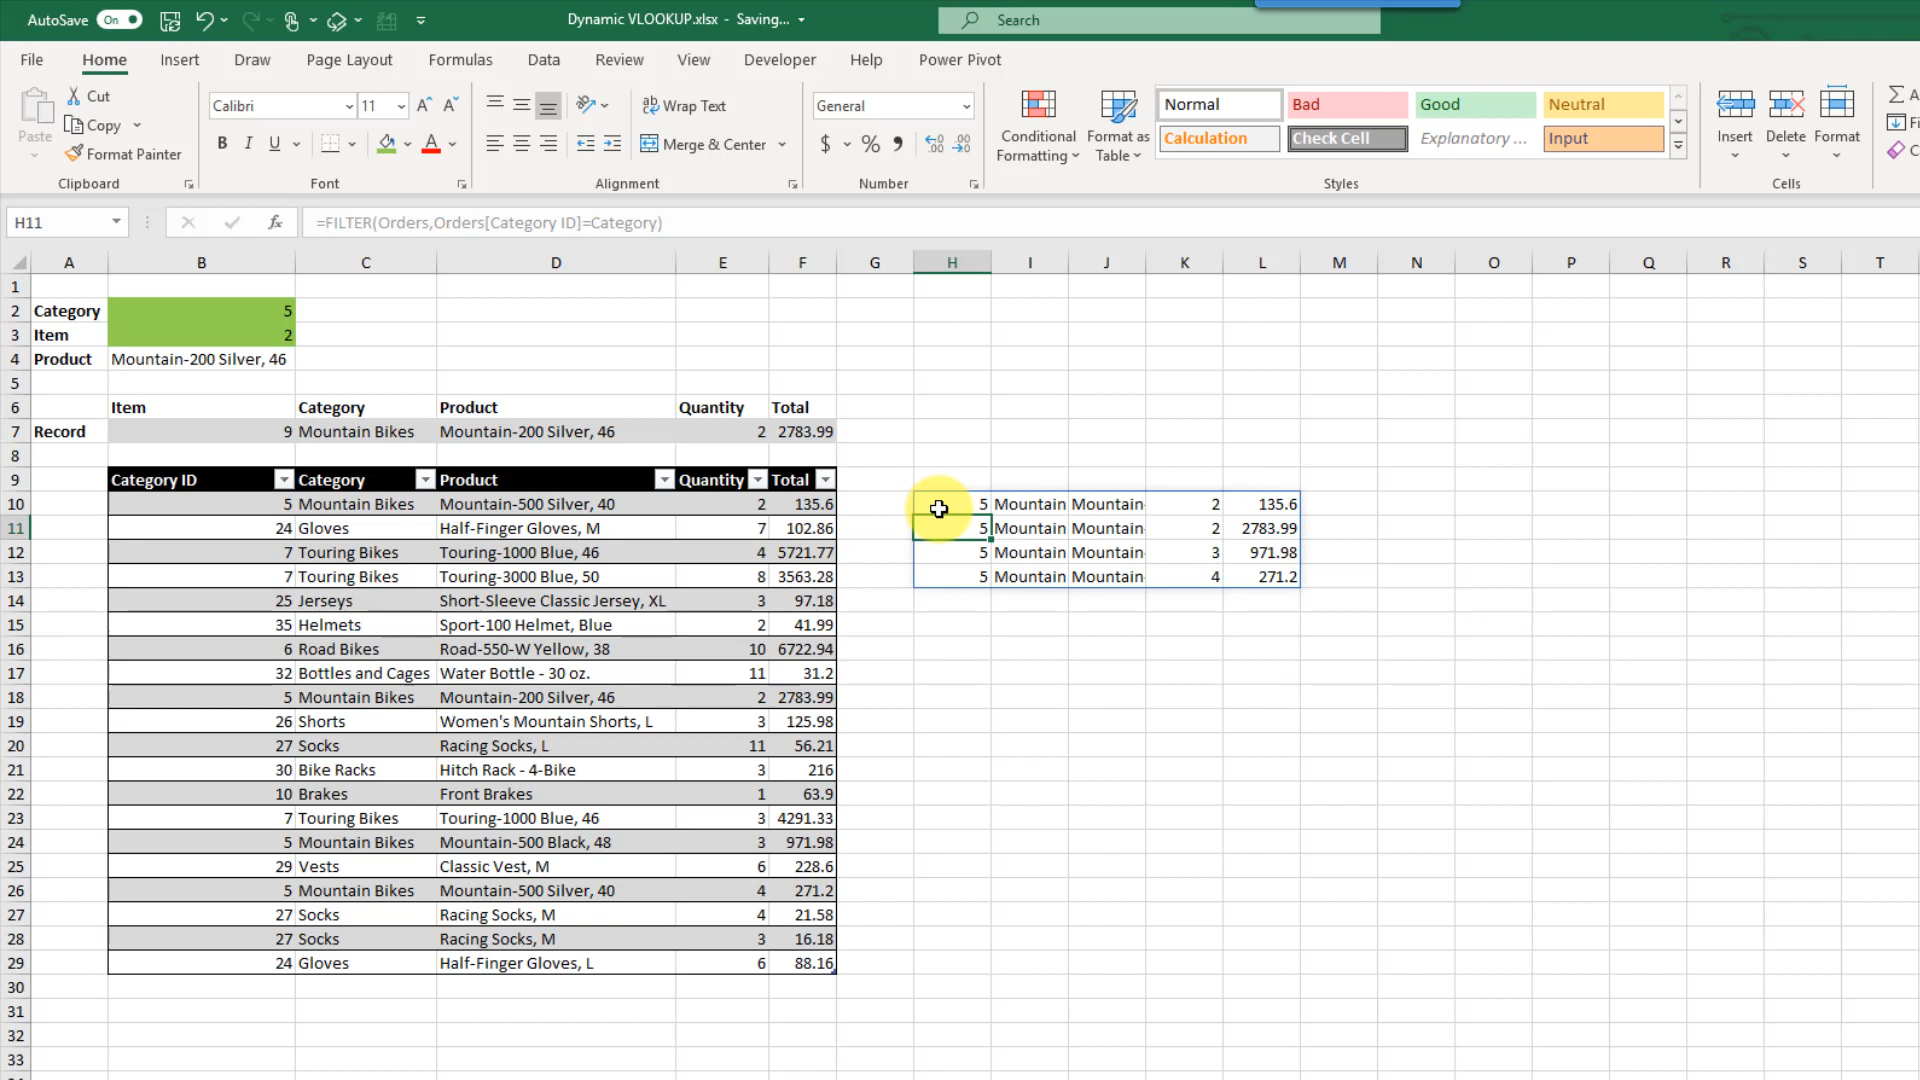 AutoSave On Dynamic VLOOKUP.xlsx - Saving... Search
File Home Insert Draw Page Layout Formulas Data Review View Developer Help Power Pivot
Paste Cut Copy Format Painter Clipboard
Calibri 11 B I U A Font
Wrap Text Merge & Center Alignment
General $ % Number
Conditional Formatting Format as Table
Normal Bad Good Neutral
Calculation Check Cell Explanatory ... Input
Styles
Insert Delete Format Cells
H11 fx =FILTER(Orders,Orders[Category ID]=Category)
A B C D E F G H I J K L M N O P Q R S T
1
2 Category 5
3 Item 2
4 Product Mountain-200 Silver, 46
5
6 Item Category Product Quantity Total
7 Record 9 Mountain Bikes Mountain-200 Silver, 46 2 2783.99
8
9 Category ID Category Product Quantity Total
10 5 Mountain Bikes Mountain-500 Silver, 40 2 135.6 5 Mountain Mountain- 2 135.6
11 24 Gloves Half-Finger Gloves, M 7 102.86 5 Mountain Mountain- 2 2783.99
12 7 Touring Bikes Touring-1000 Blue, 46 4 5721.77 5 Mountain Mountain- 3 971.98
13 7 Touring Bikes Touring-3000 Blue, 50 8 3563.28 5 Mountain Mountain- 4 271.2
14 25 Jerseys Short-Sleeve Classic Jersey, XL 3 97.18
15 35 Helmets Sport-100 Helmet, Blue 2 41.99
16 6 Road Bikes Road-550-W Yellow, 38 10 6722.94
17 32 Bottles and Cages Water Bottle - 30 oz. 11 31.2
18 5 Mountain Bikes Mountain-200 Silver, 46 2 2783.99
19 26 Shorts Women's Mountain Shorts, L 3 125.98
20 27 Socks Racing Socks, L 11 56.21
21 30 Bike Racks Hitch Rack - 4-Bike 3 216
22 10 Brakes Front Brakes 1 63.9
23 7 Touring Bikes Touring-1000 Blue, 46 3 4291.33
24 5 Mountain Bikes Mountain-500 Black, 48 3 971.98
25 29 Vests Classic Vest, M 6 228.6
26 5 Mountain Bikes Mountain-500 Silver, 40 4 271.2
27 27 Socks Racing Socks, M 4 21.58
28 27 Socks Racing Socks, M 3 16.18
29 24 Gloves Half-Finger Gloves, L 6 88.16
30
31
32
33